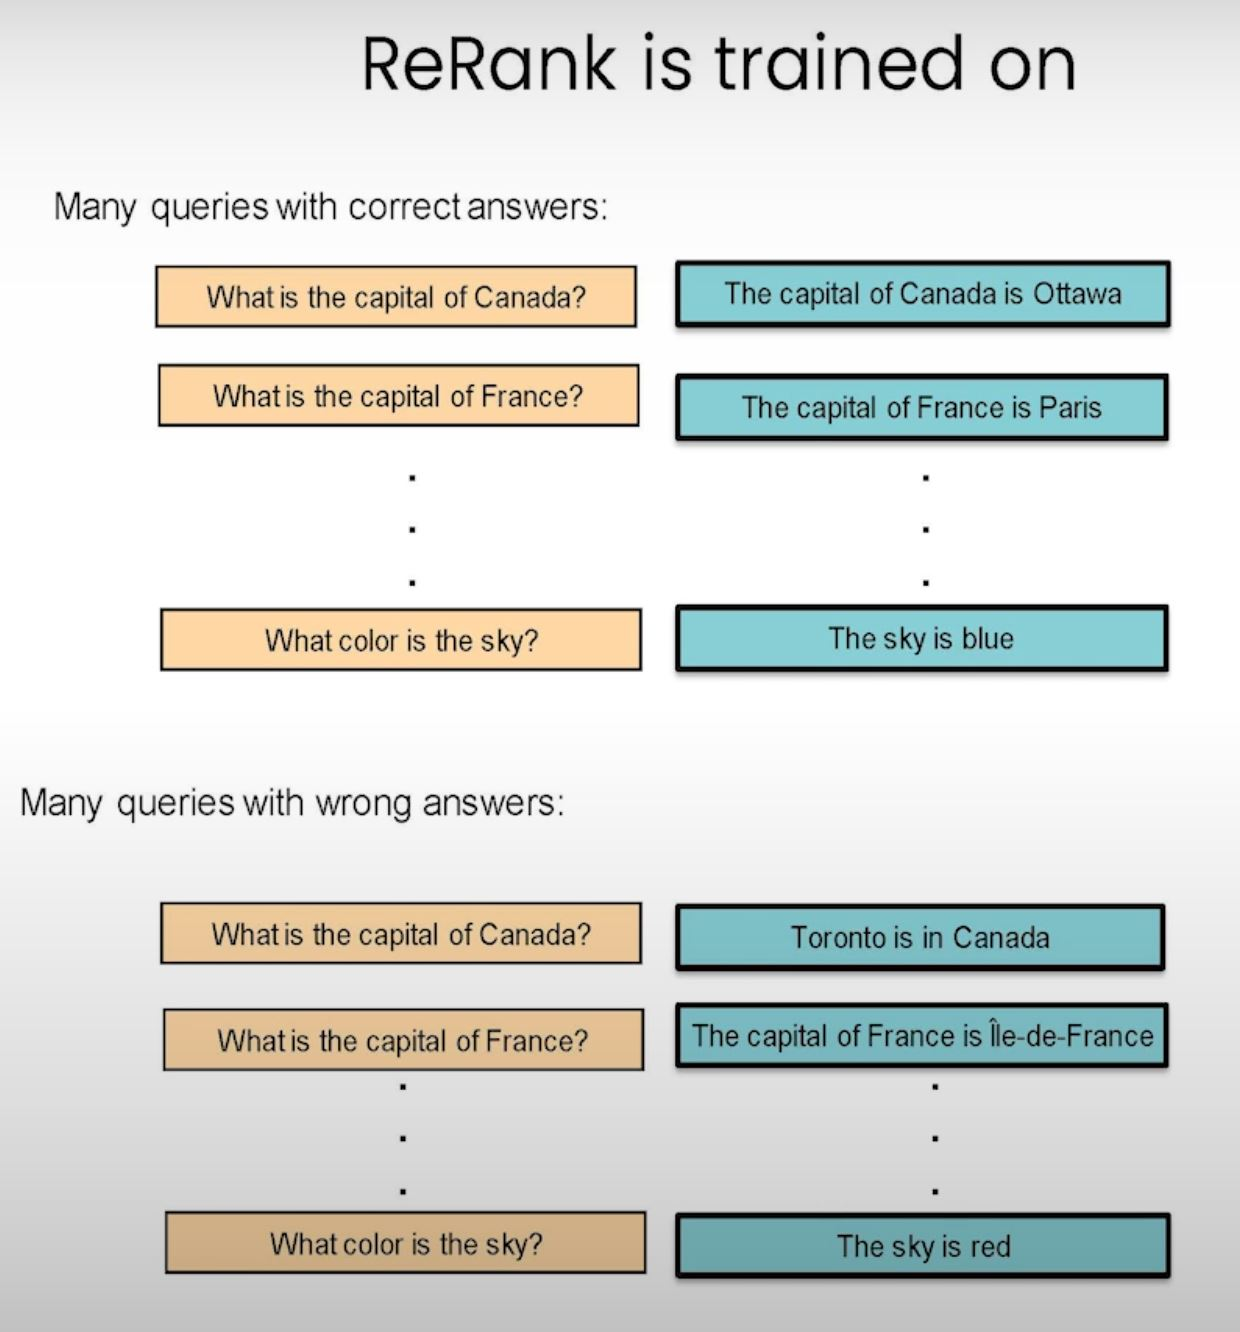 ReRank is trained on
Many queries with correct answers:
What is the capital of Canada?
The capital of Canada is Ottawa
What is the capital of France?
The capital of France is Paris
What color is the sky?
The sky is blue
Many queries with wrong answers:
What is the capital of Canada?
Toronto is in Canada
What is the capital of France?
The capital of France is Île-de-France
What color is the sky?
The sky is red